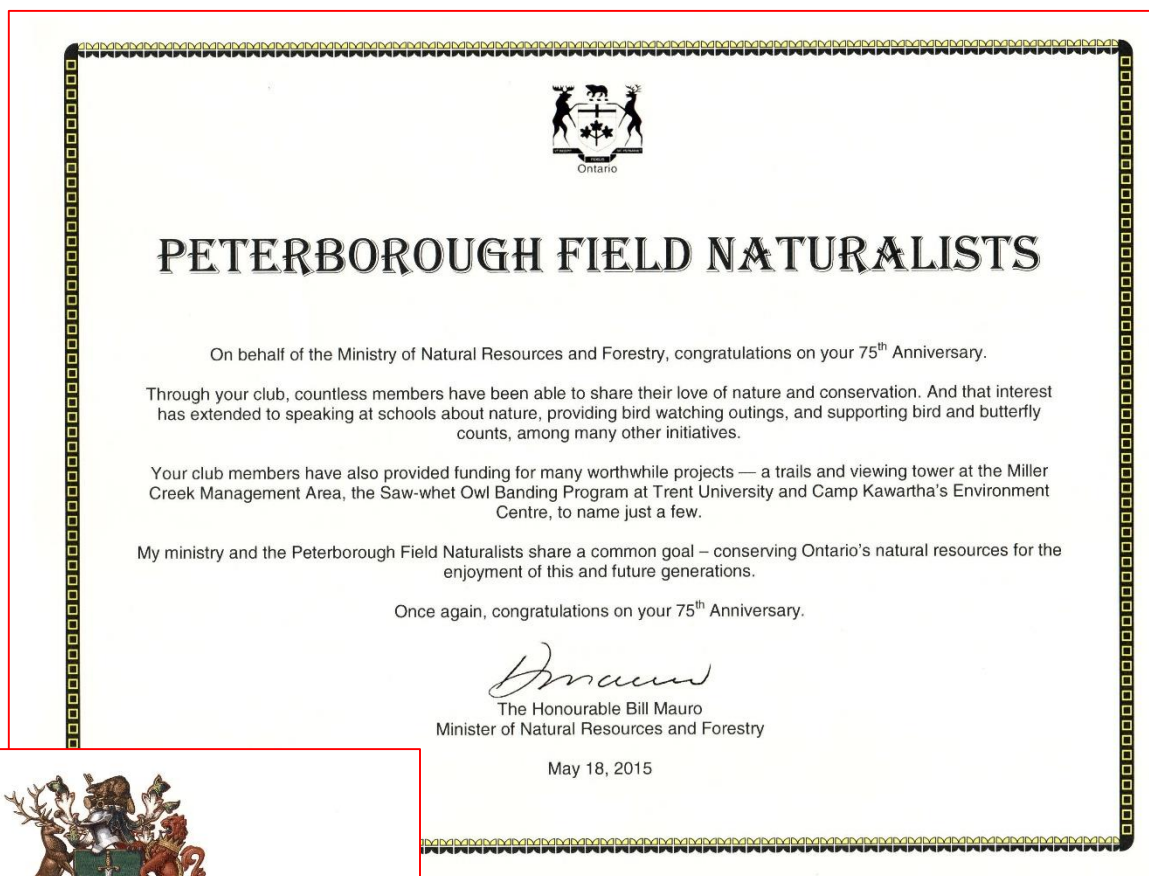 Ontario
PETERBOROUGH FIELD NATURALISTS
On behalf of the Ministry of Natural Resources and Forestry, congratulations on your 75th Anniversary.
Through your club, countless members have been able to share their love of nature and conservation. And that interest
has extended to speaking at schools about nature, providing bird watching outings, and supporting bird and butterfly
counts, among many other initiatives.
Your club members have also provided funding for many worthwhile projects — a trails and viewing tower at the Miller
Creek Management Area, the Saw-whet Owl Banding Program at Trent University and Camp Kawartha's Environment
Centre, to name just a few.
My ministry and the Peterborough Field Naturalists share a common goal – conserving Ontario's natural resources for the
enjoyment of this and future generations.
Once again, congratulations on your 75th Anniversary.
The Honourable Bill Mauro
Minister of Natural Resources and Forestry
May 18, 2015